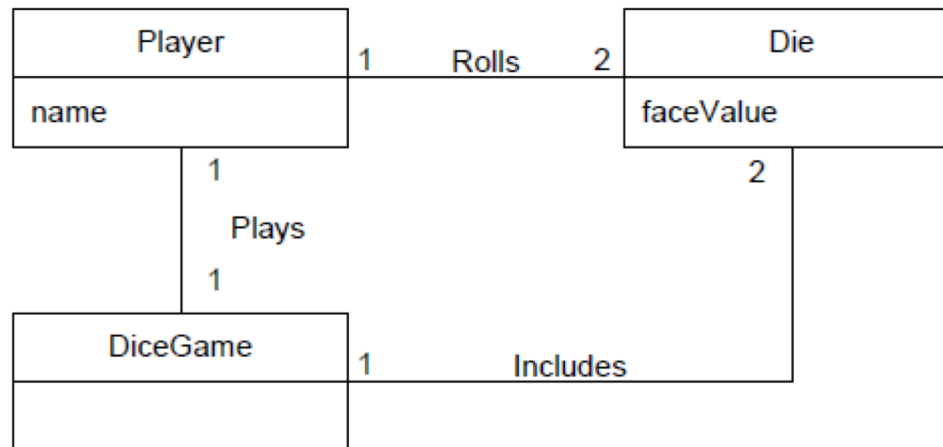 Player
1 Rolls 2
Die
name
faceValue
1
2
Plays
1
DiceGame
1 Includes